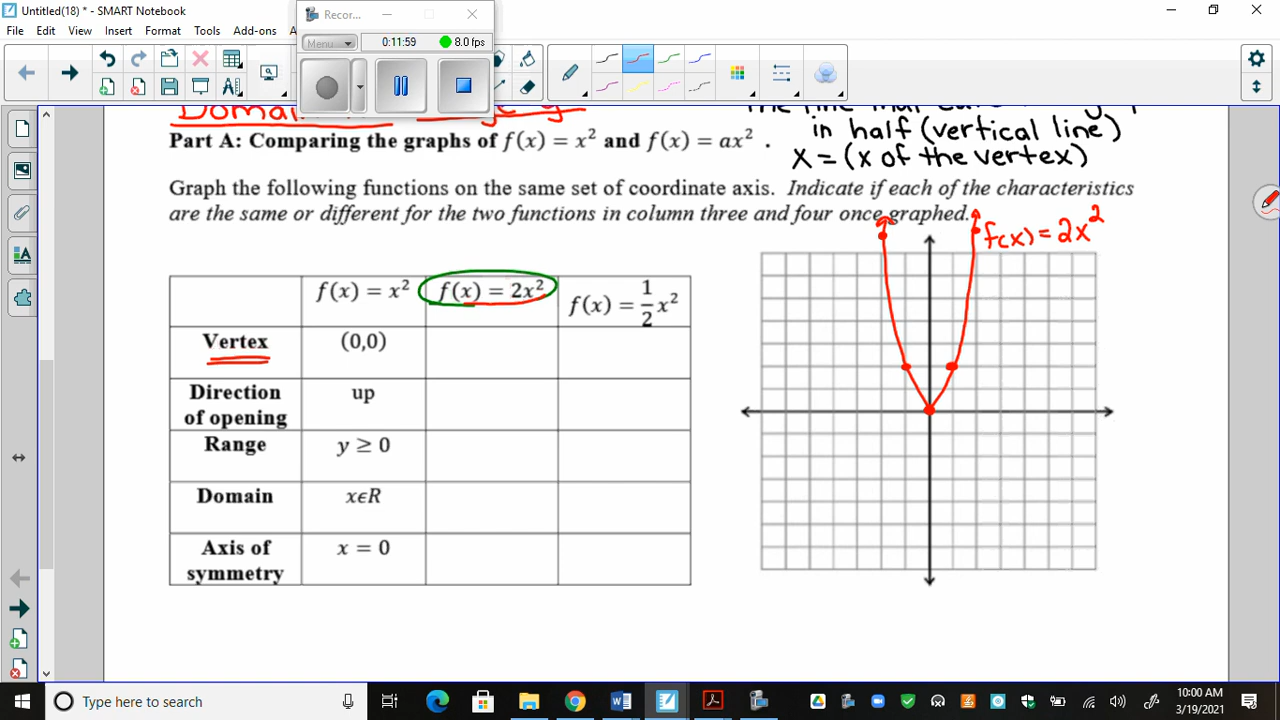 Untitled(18) * - SMART Notebook
Recor...
File Edit View Insert Format Tools Add-ons
Menu 0:11:59 8.0 fps
in half (vertical line)
Part A: Comparing the graphs of f(x) = x² and f(x) = ax² .
x = (x of the vertex)
Graph the following functions on the same set of coordinate axis. Indicate if each of the characteristics
are the same or different for the two functions in column three and four once graphed.
f(x) = 2x²
f(x) = x² f(x) = 2x² f(x) = 1/2 x²
Vertex (0,0)
Direction of opening up
Range y ≥ 0
Domain xϵR
Axis of symmetry x = 0
Type here to search
10:00 AM
3/19/2021